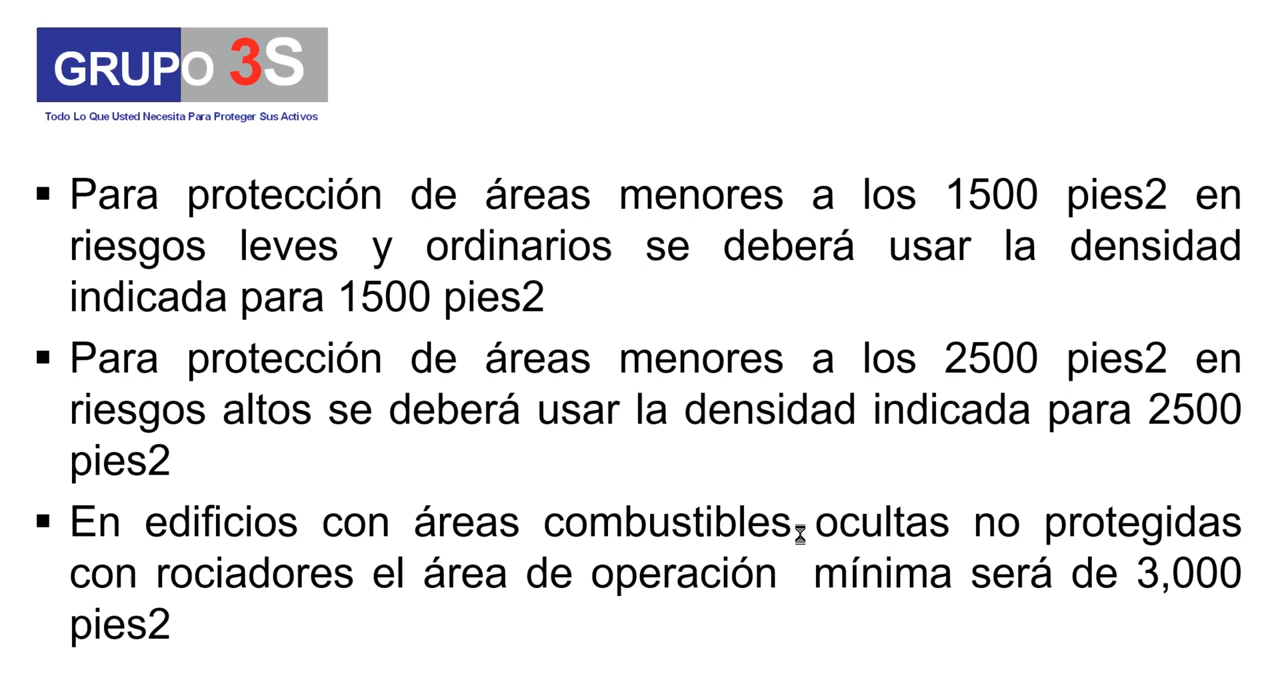 GRUPO 3S
Todo Lo Que Usted Necesita Para Proteger Sus Activos
▪ Para protección de áreas menores a los 1500 pies2 en
riesgos leves y ordinarios se deberá usar la densidad
indicada para 1500 pies2
▪ Para protección de áreas menores a los 2500 pies2 en
riesgos altos se deberá usar la densidad indicada para 2500
pies2
▪ En edificios con áreas combustibles ocultas no protegidas
con rociadores el área de operación mínima será de 3,000
pies2